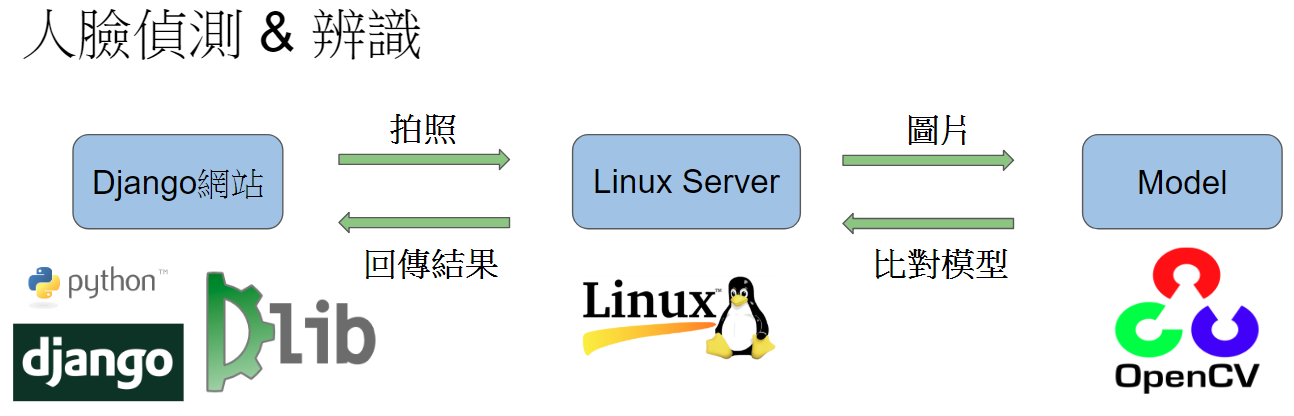 人臉偵測 & 辨識
拍照
圖片
Django網站
Linux Server
Model
回傳結果
比對模型
python™
django
Dlib
Linux™
OpenCV